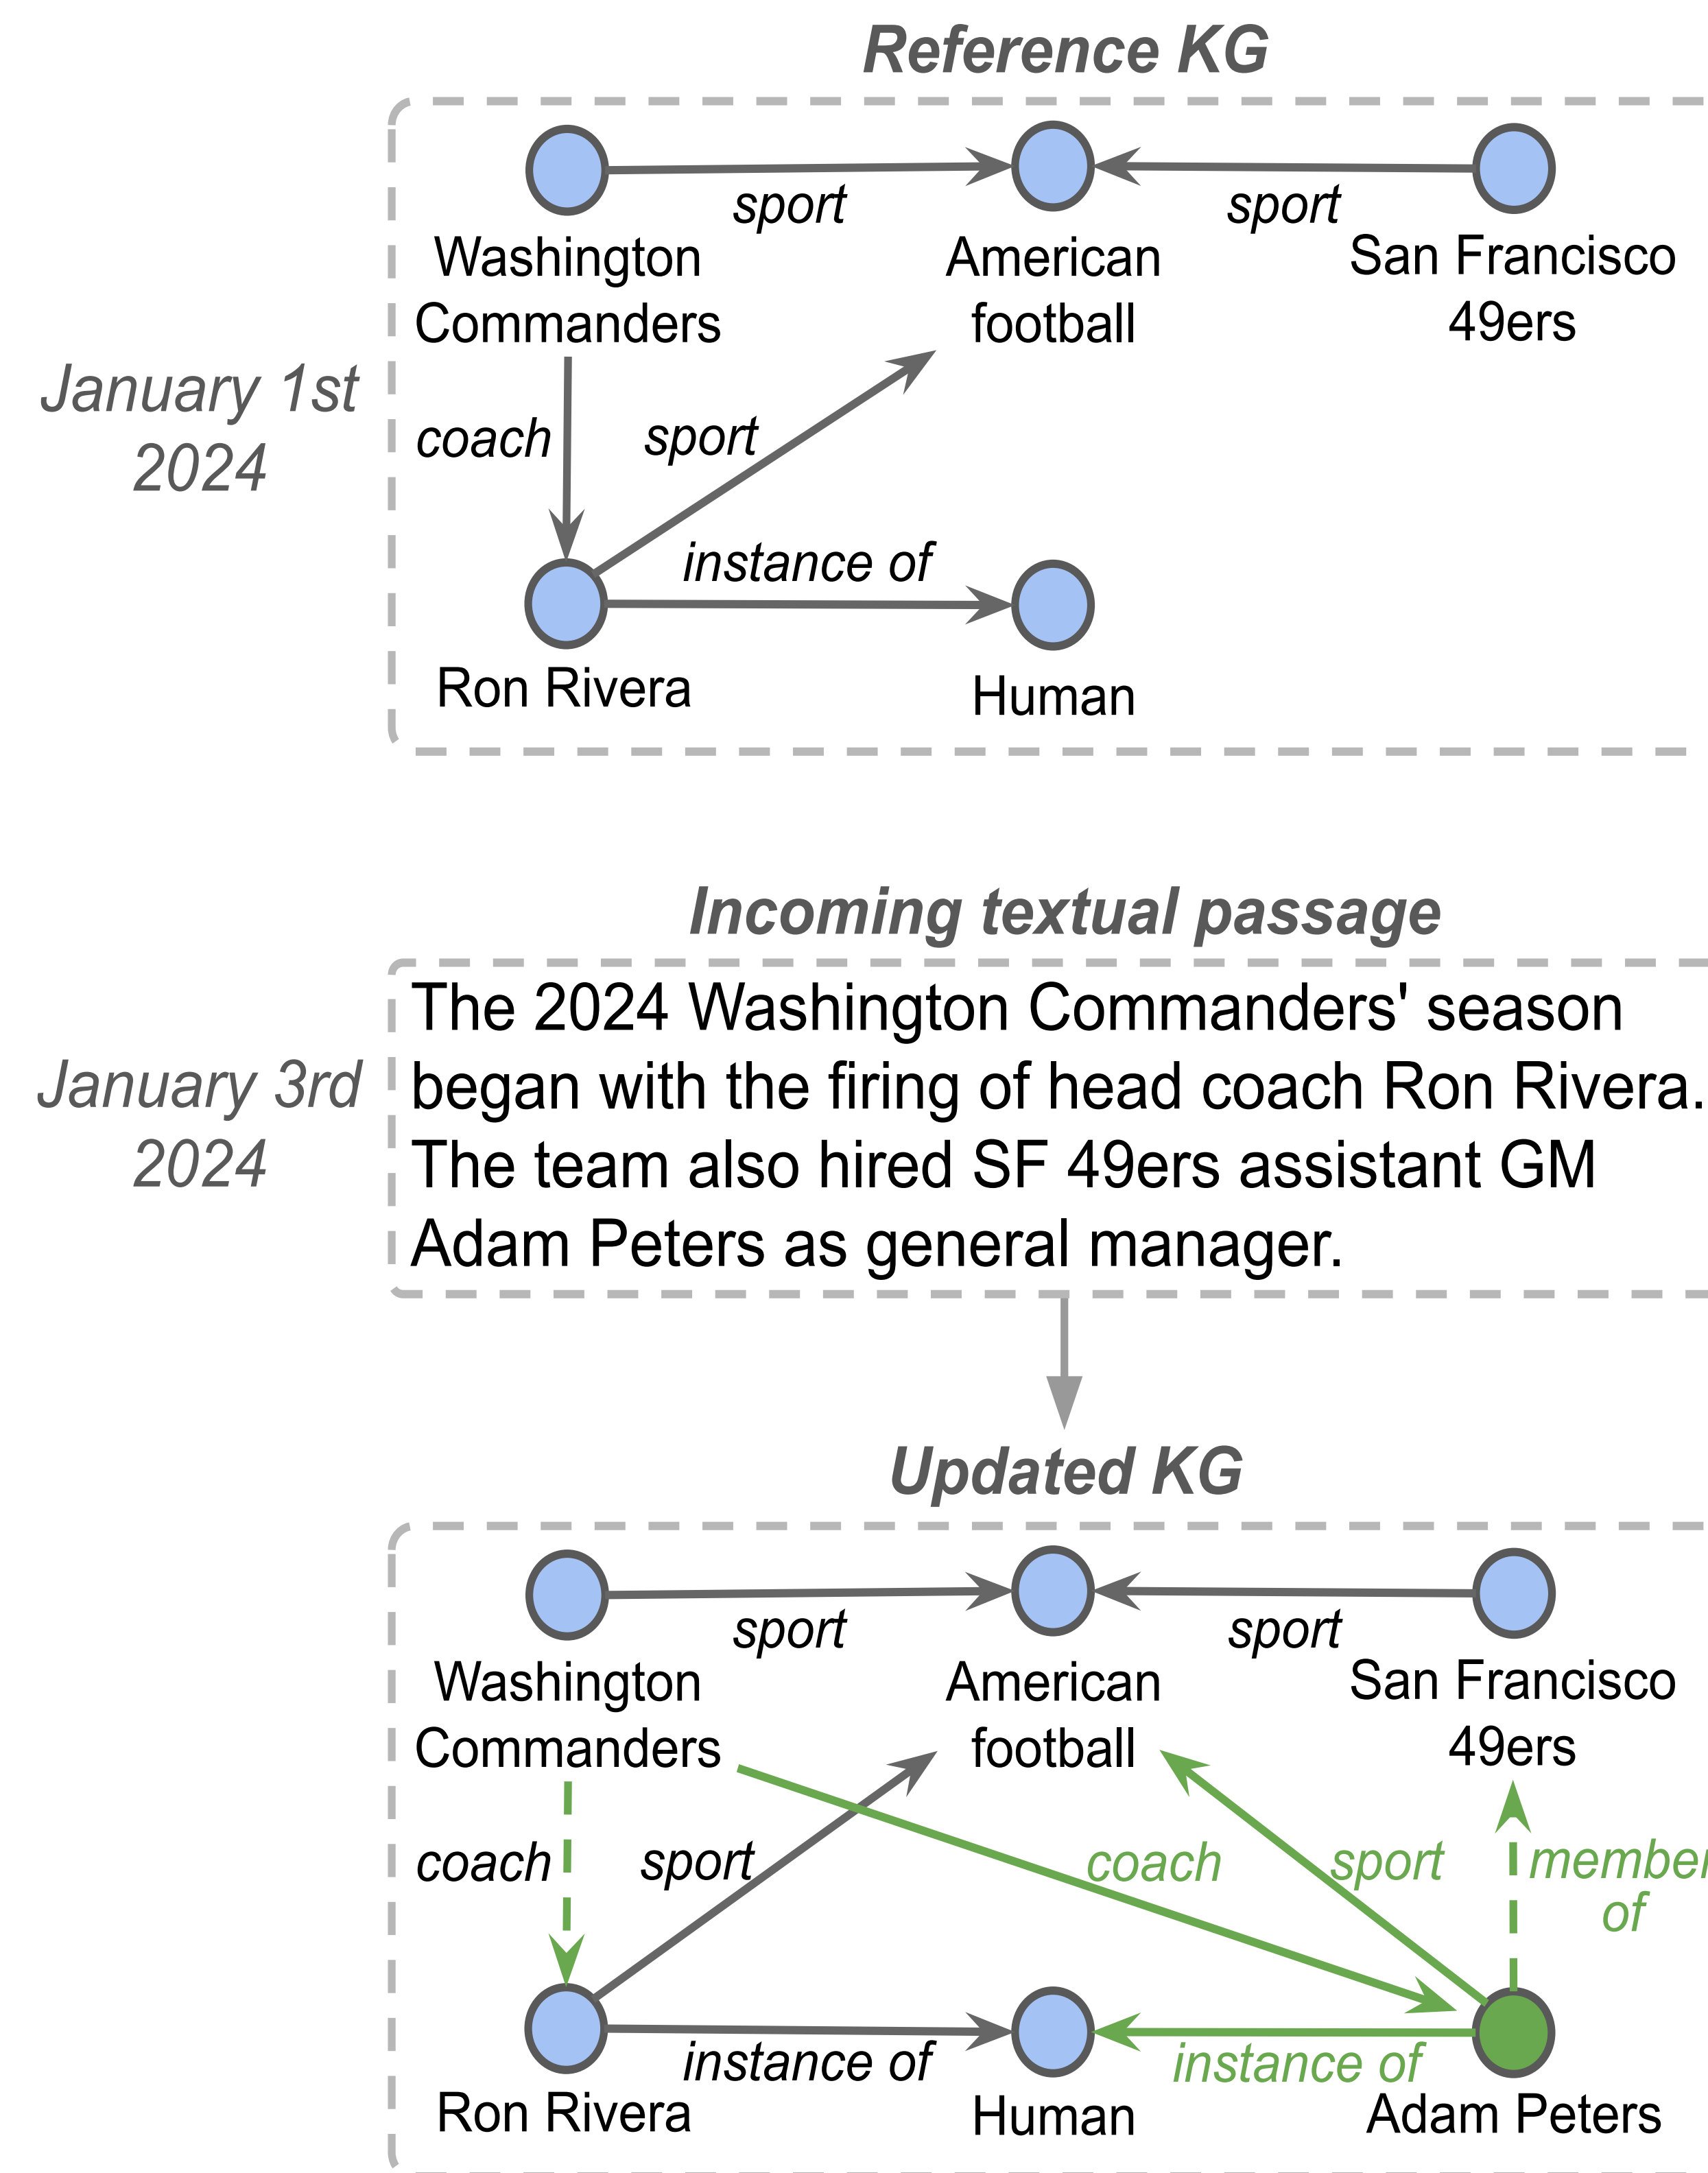 Reference KG
sport
sport
Washington
Commanders
American
football
San Francisco
49ers
January 1st
2024
coach
sport
instance of
Ron Rivera
Human
Incoming textual passage
January 3rd
2024
The 2024 Washington Commanders' season
began with the firing of head coach Ron Rivera.
The team also hired SF 49ers assistant GM
Adam Peters as general manager.
Updated KG
sport
sport
Washington
Commanders
American
football
San Francisco
49ers
coach
sport
coach
sport
member
of
instance of
instance of
Ron Rivera
Human
Adam Peters